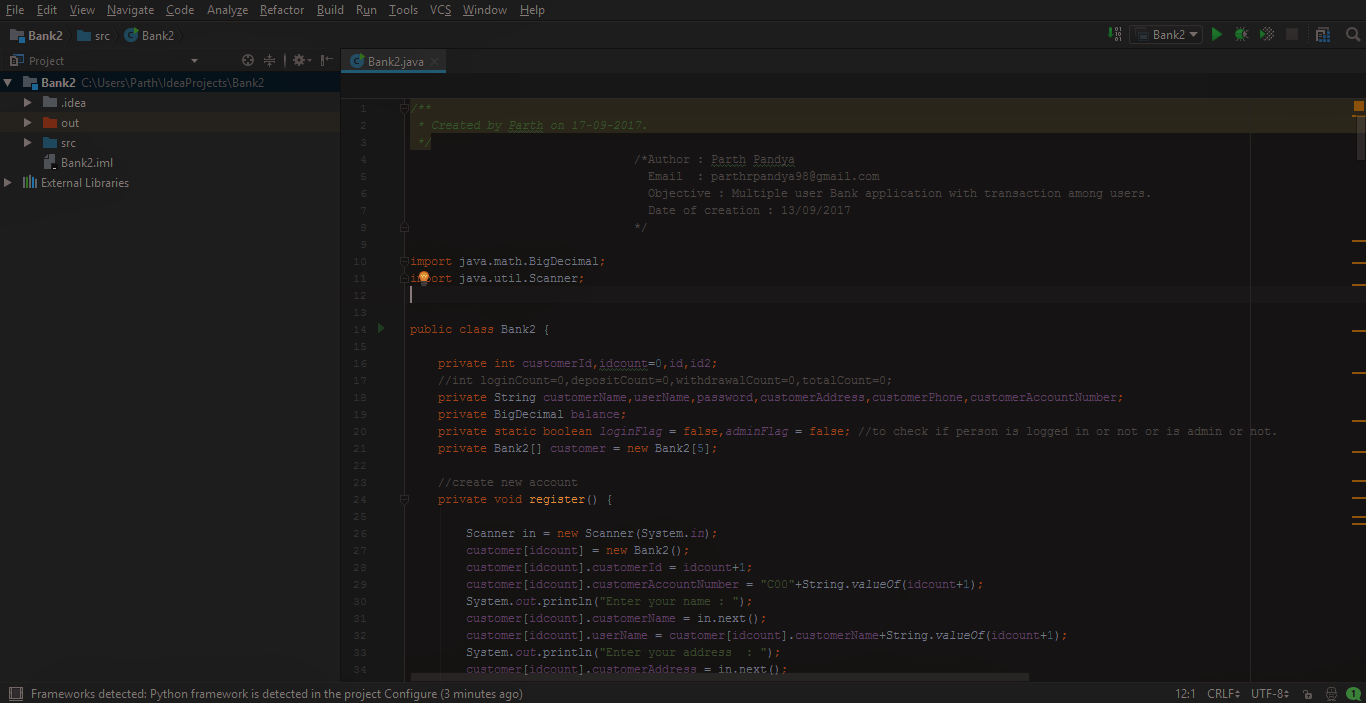 File Edit View Navigate Code Analyze Refactor Build Run Tools VCS Window Help
Bank2 src Bank2
Bank2
Project
Bank2.java
Bank2 C:\Users\Parth\IdeaProjects\Bank2
.idea
out
src
Bank2.iml
External Libraries
1 /**
2 * Created by Parth on 17-09-2017.
3 */
4 /*Author : Parth Pandya
5 Email : parthrpandya98@gmail.com
6 Objective : Multiple user Bank application with transaction among users.
7 Date of creation : 13/09/2017
8 */
9
10 import java.math.BigDecimal;
11 import java.util.Scanner;
12
13
14 public class Bank2 {
15
16 private int customerId,idcount=0,id,id2;
17 //int loginCount=0,depositCount=0,withdrawalCount=0,totalCount=0;
18 private String customerName,userName,password,customerAddress,customerPhone,customerAccountNumber;
19 private BigDecimal balance;
20 private static boolean loginFlag = false,adminFlag = false; //to check if person is logged in or not or is admin or not.
21 private Bank2[] customer = new Bank2[5];
22
23 //create new account
24 private void register() {
25
26 Scanner in = new Scanner(System.in);
27 customer[idcount] = new Bank2();
28 customer[idcount].customerId = idcount+1;
29 customer[idcount].customerAccountNumber = "C00"+String.valueOf(idcount+1);
30 System.out.println("Enter your name : ");
31 customer[idcount].customerName = in.next();
32 customer[idcount].userName = customer[idcount].customerName+String.valueOf(idcount+1);
33 System.out.println("Enter your address  : ");
34 customer[idcount].customerAddress = in.next();
Frameworks detected: Python framework is detected in the project Configure (3 minutes ago)
12:1 CRLF UTF-8 1